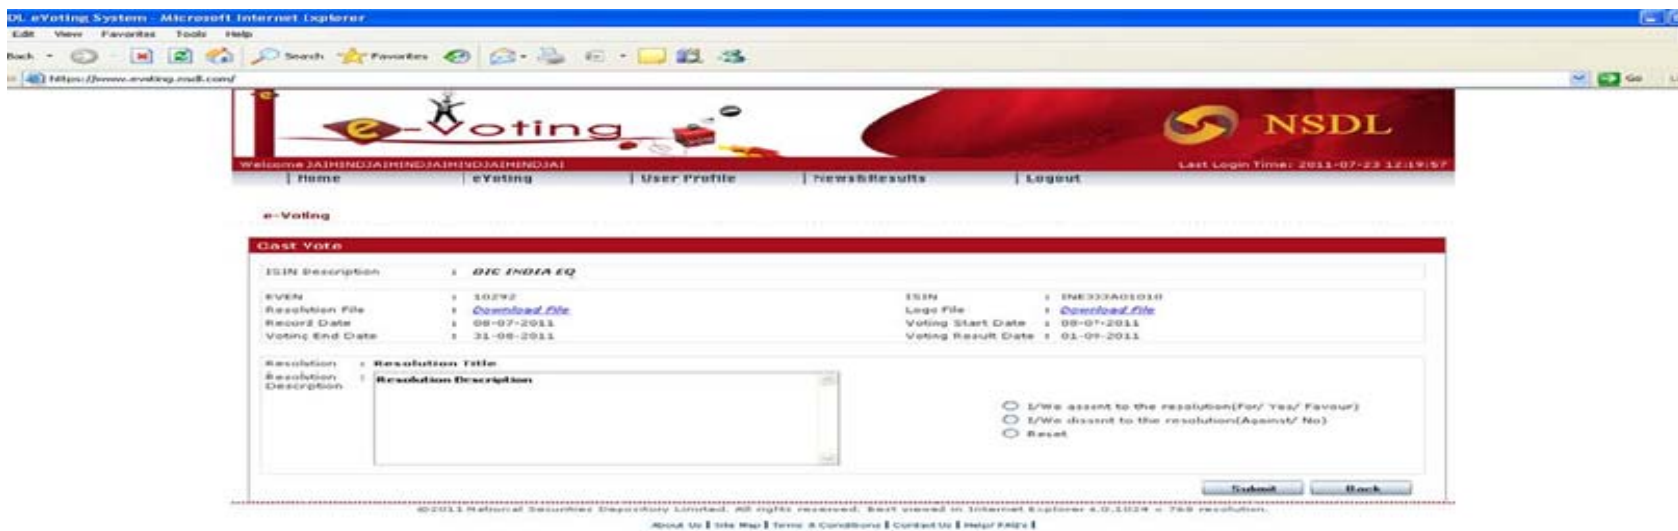 DL eVoting System - Microsoft Internet Explorer
Edit View Favorites Tools Help
Back Search Favorites
https://www.evoting.nsdl.com/ Go
e-Voting NSDL
Welcome JAIHINDJAIHINDJAIHINDJAIHINDJAI Last Login Time: 2011-07-23 12:19:57
| Home | eVoting | User Profile | News&Results | Logout
e-Voting
Cast Vote
ISIN Description : DIC INDIA EQ
EVEN : 10292 ISIN : INE333A01010
Resolution File : Download File Logo File : Download File
Record Date : 08-07-2011 Voting Start Date :
Voting End Date : 31-08-2011 Voting Result Date : 01-09-2011
Resolution : Resolution Title
Resolution Description : Resolution Description
I/We assent to the resolution(For/ Yes/ Favour)
I/We dissent to the resolution(Against/ No)
Reset
Submit Back
©2011 National Securities Depository Limited. All rights reserved. Best viewed in Internet Explorer 6.0,1024 x 768 resolution.
About Us | Site Map | Terms & Conditions | Contact Us | Help/ FAQ's |